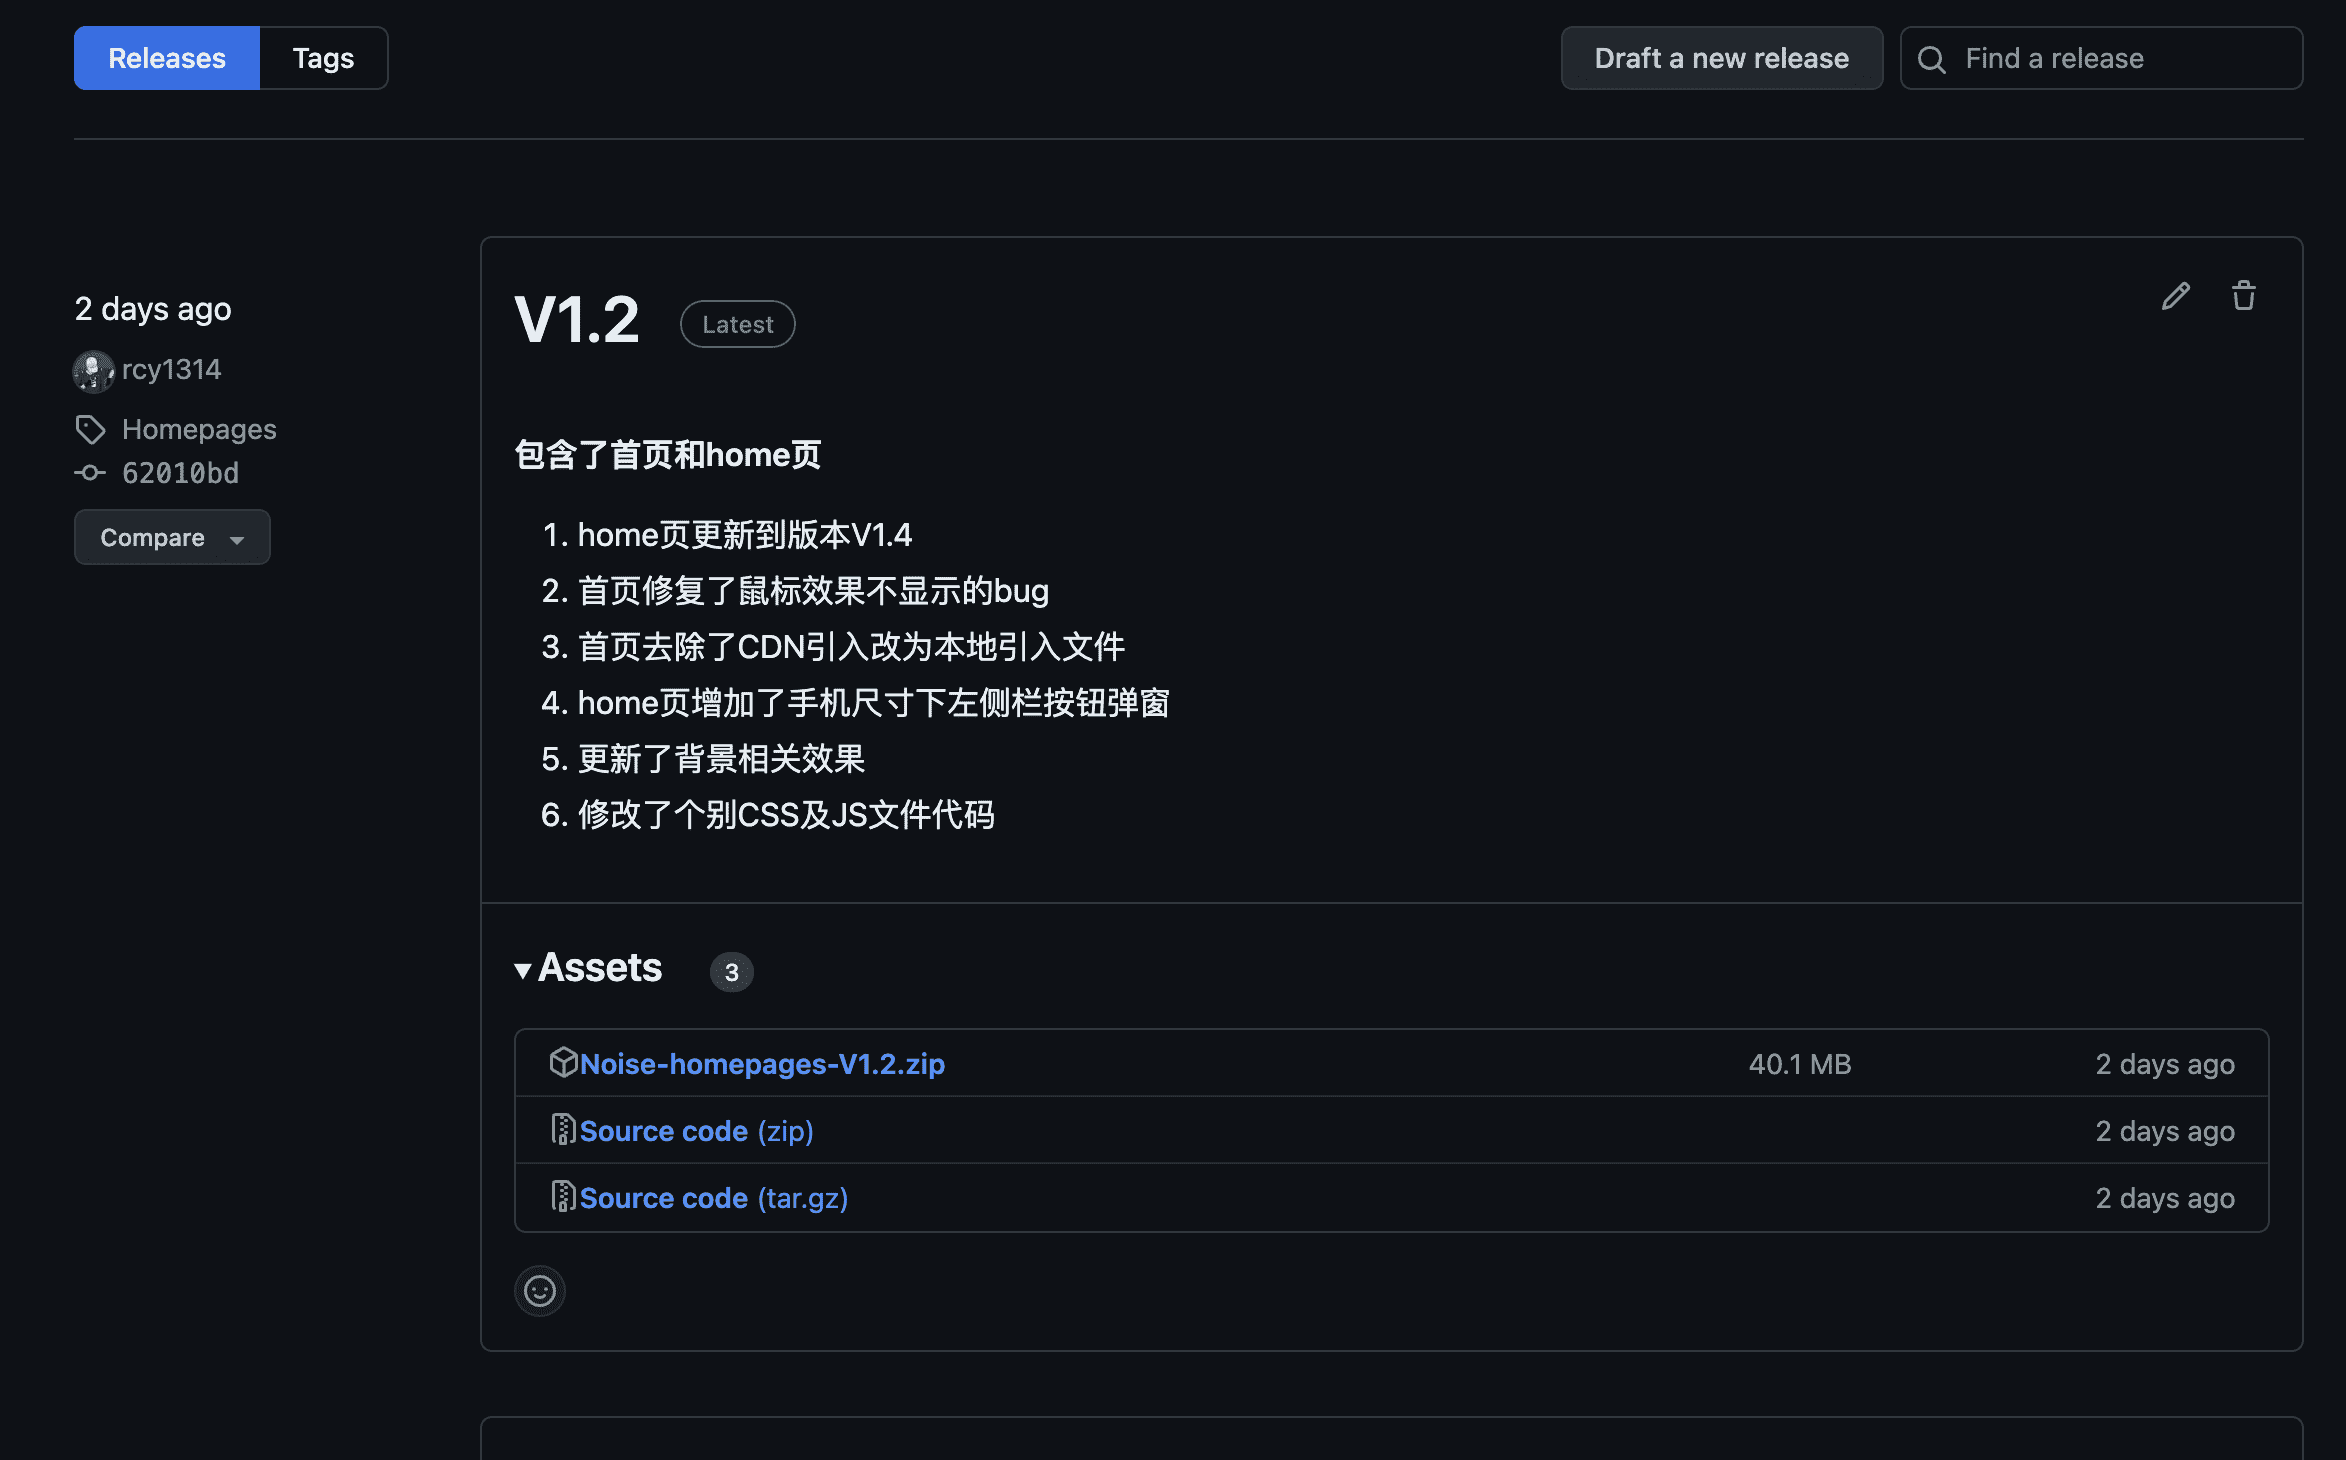 Releases Tags Draft a new release Find a release
2 days ago
rcy1314
Homepages
62010bd
Compare
V1.2 Latest
包含了首页和home页
1. home页更新到版本V1.4
2. 首页修复了鼠标效果不显示的bug
3. 首页去除了CDN引入改为本地引入文件
4. home页增加了手机尺寸下左侧栏按钮弹窗
5. 更新了背景相关效果
6. 修改了个别CSS及JS文件代码
Assets 3
Noise-homepages-V1.2.zip 40.1 MB 2 days ago
Source code (zip) 2 days ago
Source code (tar.gz) 2 days ago